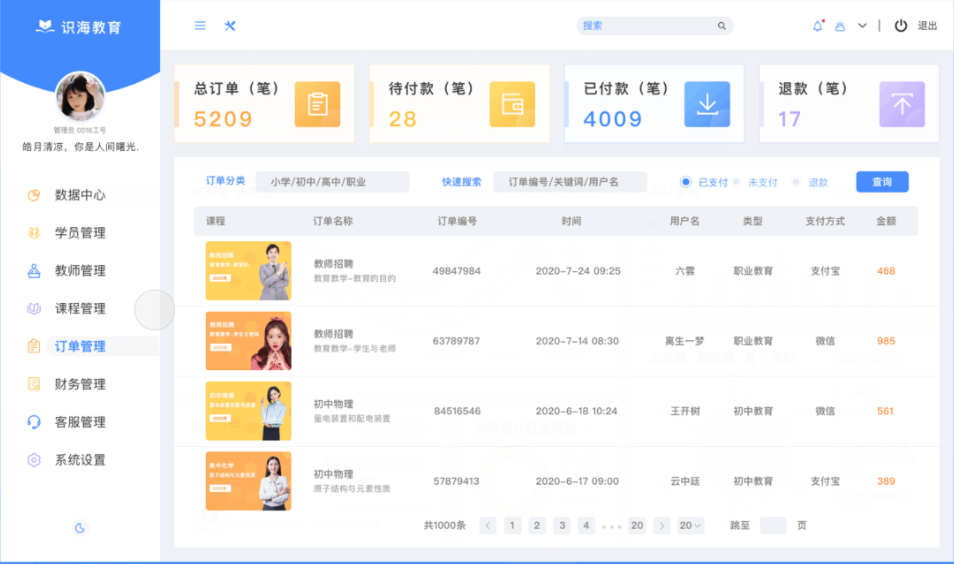 识海教育
搜索
退出
管理员 0016工号
皓月清凉，你是人间曙光.
数据中心
学员管理
教师管理
课程管理
订单管理
财务管理
客服管理
系统设置
总订单（笔）
5209
待付款（笔）
28
已付款（笔）
4009
退款（笔）
17
订单分类 小学/初中/高中/职业 快速搜索 订单编号/关键词/用户名 已支付 未支付 退款 查询
课程 订单名称 订单编号 时间 用户名 类型 支付方式 金额
教师招聘
教师招聘 49847984 2020-7-24 09:25 六雲 职业教育 支付宝 468
教育教学-教育的目的
教师招聘
教育教学-学生与老师
教师招聘 63789787 2020-7-14 08:30 离生一梦 职业教育 微信 985
教育教学-学生与老师
初中物理
量电装置和配电装置
初中物理 84516546 2020-6-18 10:24 王开树 初中教育 微信 561
量电装置和配电装置
高中化学
原子结构与元素性质
初中物理 57879413 2020-6-17 09:00 云中廷 初中教育 支付宝 389
原子结构与元素性质
共1000条 < 1 2 3 4 ••• 20 > 20 跳至 页